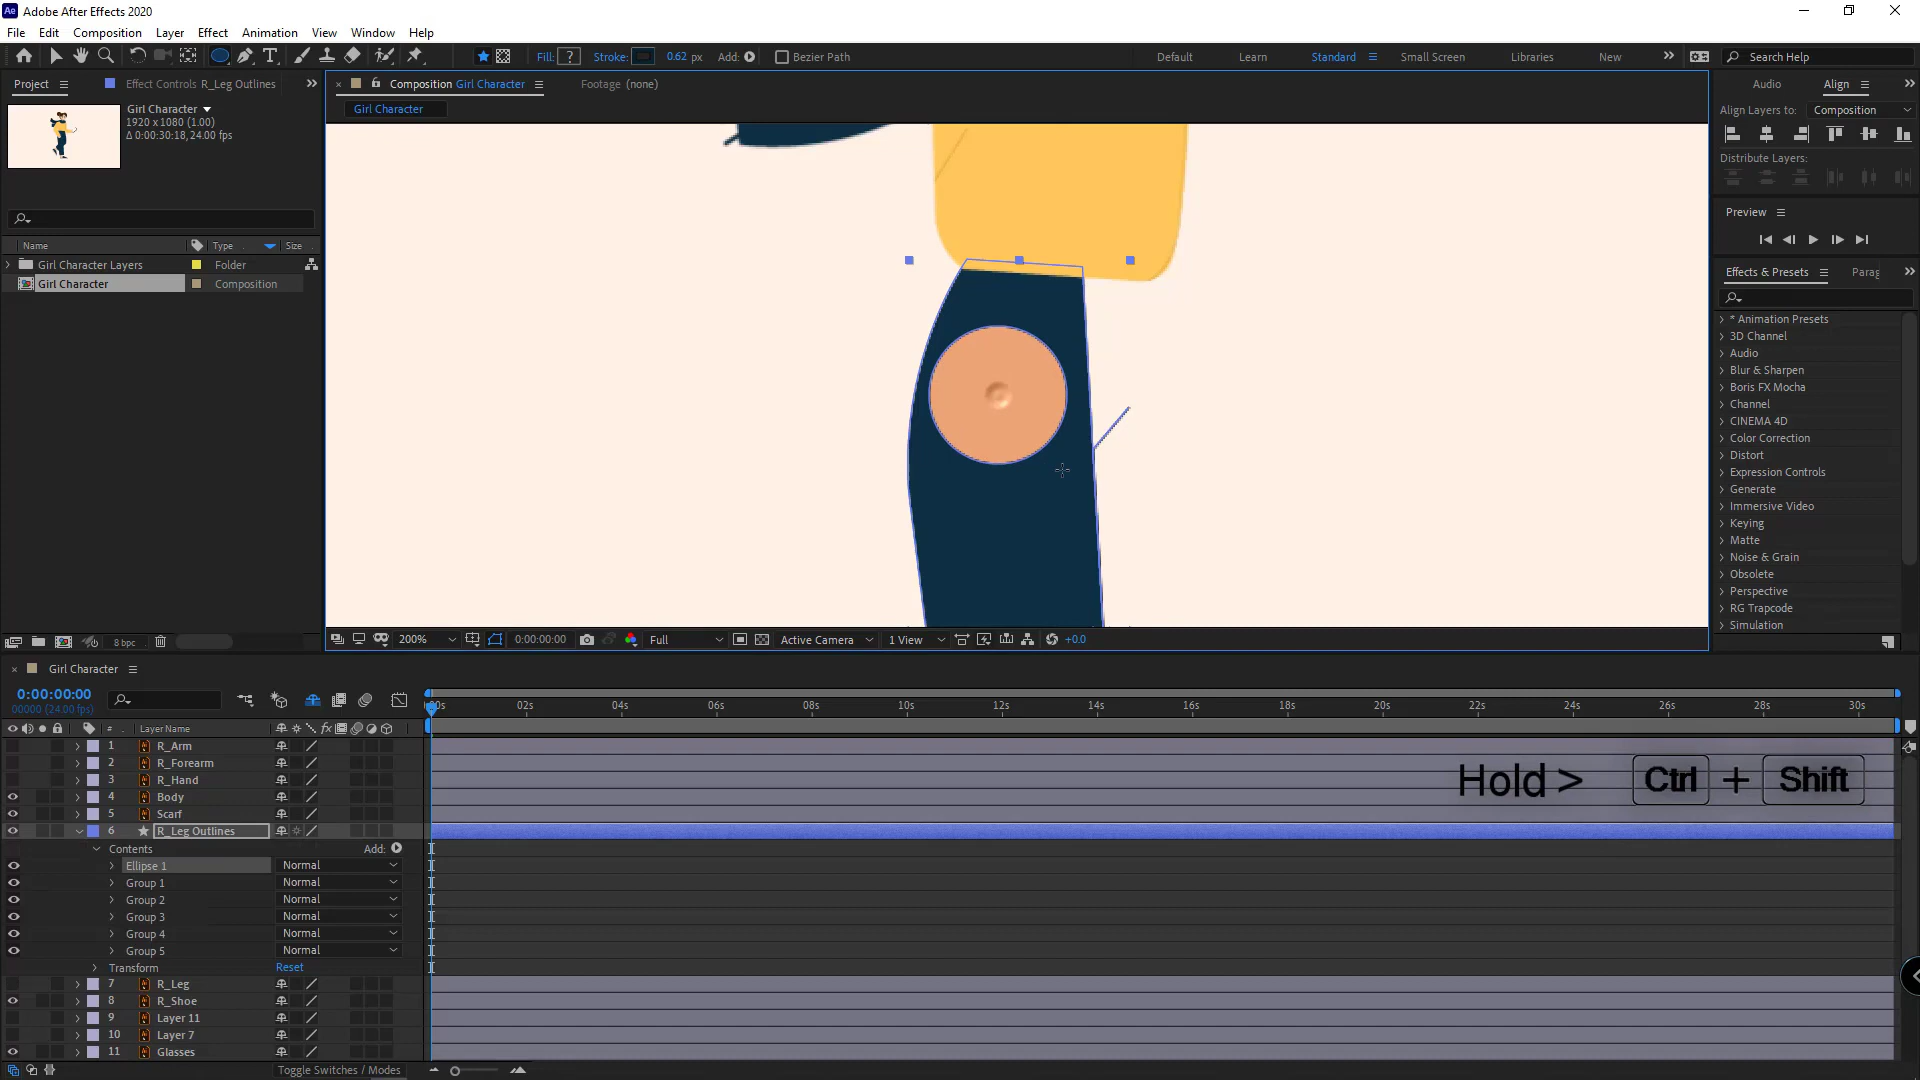 Ae Adobe After Effects 2020
File Edit Composition Layer Effect Animation View Window Help
Fill: ? Stroke: 0.62 px Add: Bezier Path Default Learn Standard Small Screen Libraries New Search Help
Project Effect Controls R_Leg Outlines
Girl Character
1920 x 1080 (1.00)
Δ 0:00:30:18, 24.00 fps
Name Type Size
Girl Character Layers Folder
Girl Character Composition
8 bpc
Composition Girl Character Footage (none)
Girl Character
200% 0:00:00:00 Full Active Camera 1 View +0.0
Audio Align
Align Layers to: Composition
Distribute Layers:
Preview
Effects & Presets Parag
* Animation Presets
3D Channel
Audio
Blur & Sharpen
Boris FX Mocha
Channel
CINEMA 4D
Color Correction
Distort
Expression Controls
Generate
Immersive Video
Keying
Matte
Noise & Grain
Obsolete
Perspective
RG Trapcode
Simulation
Girl Character
0:00:00:00
00000 (24.00 fps)
00s 02s 04s 06s 08s 10s 12s 14s 16s 18s 20s 22s 24s 26s 28s 30s
# Layer Name fx
1 R_Arm
2 R_Forearm
3 R_Hand
4 Body
5 Scarf
6 R_Leg Outlines
Contents Add:
Ellipse 1 Normal
Group 1 Normal
Group 2 Normal
Group 3 Normal
Group 4 Normal
Group 5 Normal
Transform Reset
7 R_Leg
8 R_Shoe
9 Layer 11
10 Layer 7
11 Glasses
Toggle Switches / Modes
Hold > Ctrl + Shift